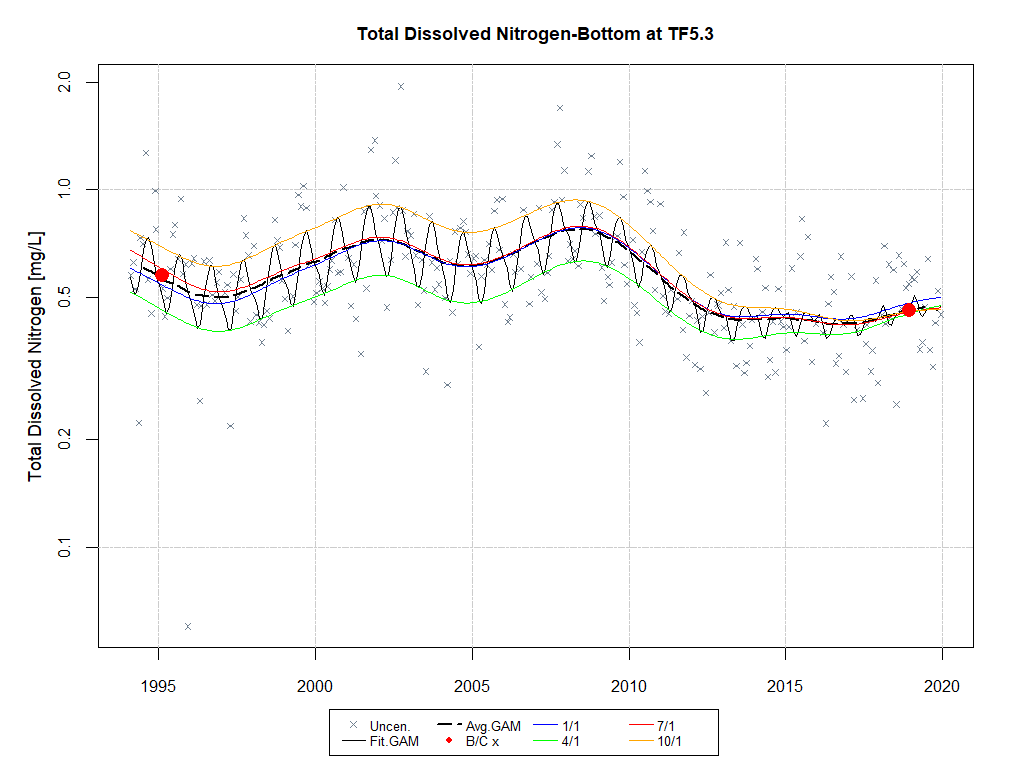 Total Dissolved Nitrogen-Bottom at TF5.3
Total Dissolved Nitrogen [mg/L]
2.0
1.0
0.5
0.2
0.1
1995 2000 2005 2010 2015 2020
Uncen. Avg.GAM 1/1 7/1
Fit.GAM B/C x 4/1 10/1